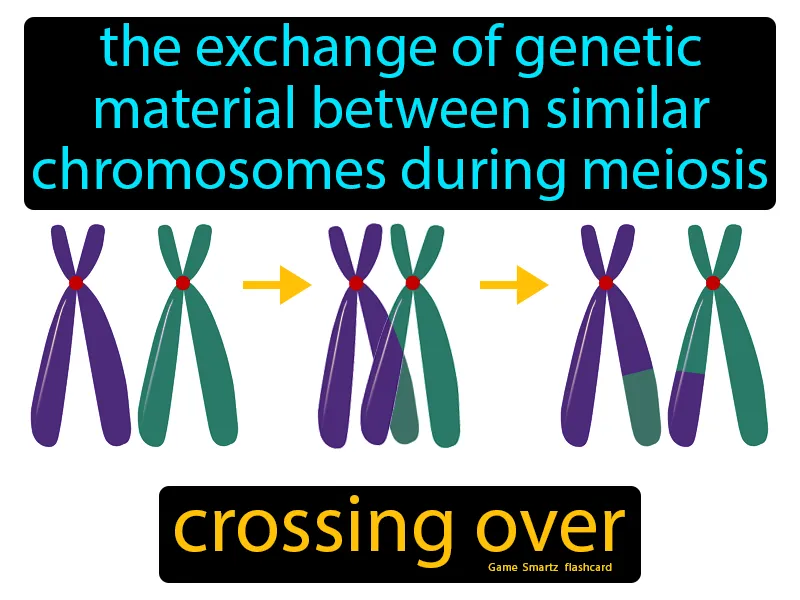 the exchange of genetic
material between similar
chromosomes during meiosis
crossing over
Game Smartz flashcard